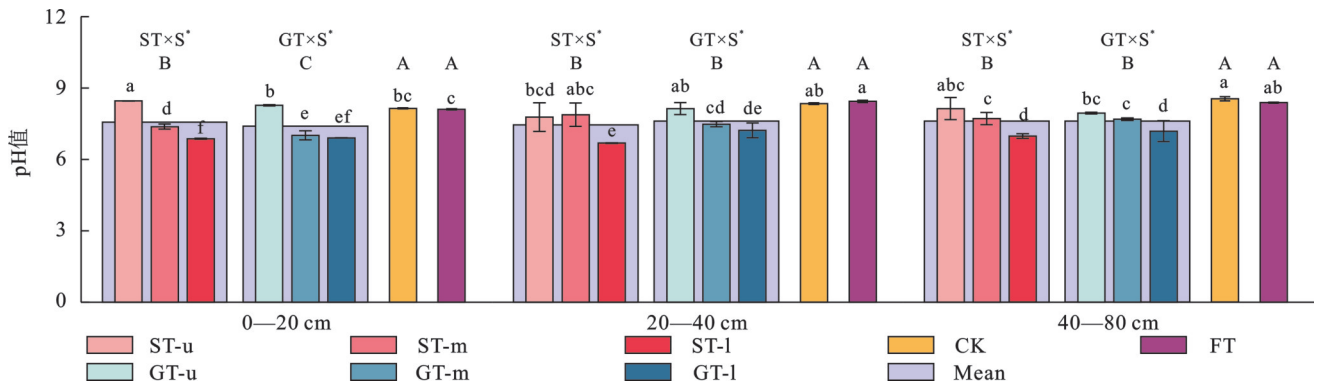 12
9
6
3
0
pH值
ST×S* GT×S* ST×S* GT×S* ST×S* GT×S*
B C A A B B A A B B A A
a d f b e ef bc c bcd abc e ab cd de ab a abc c d bc c d a ab
0—20 cm 20—40 cm 40—80 cm
ST-u ST-m ST-l CK FT
GT-u GT-m GT-l Mean